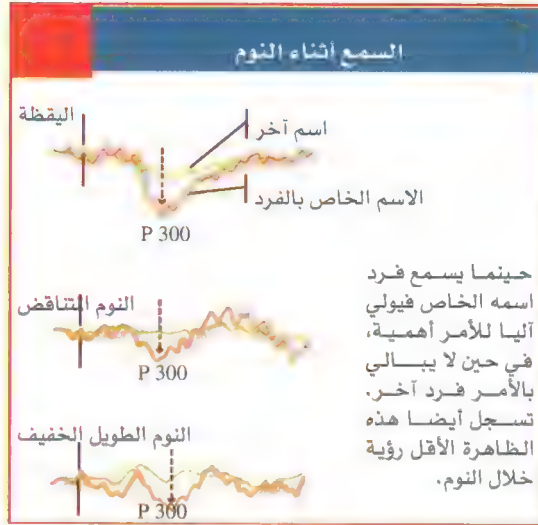 السمع أثناء النوم
اليقظة
اسم آخر
الاسم الخاص بالفرد
P 300
حينما يسمع فرد
اسمه الخاص فيولي
آليا للأمر أهمية،
في حين لا يبالي
بالأمر فرد آخر.
تسجل أيضا هذه
الظاهرة الأقل رؤية
خلال النوم.
النوم المتناقض
P 300
النوم الطويل الخفيف
P 300